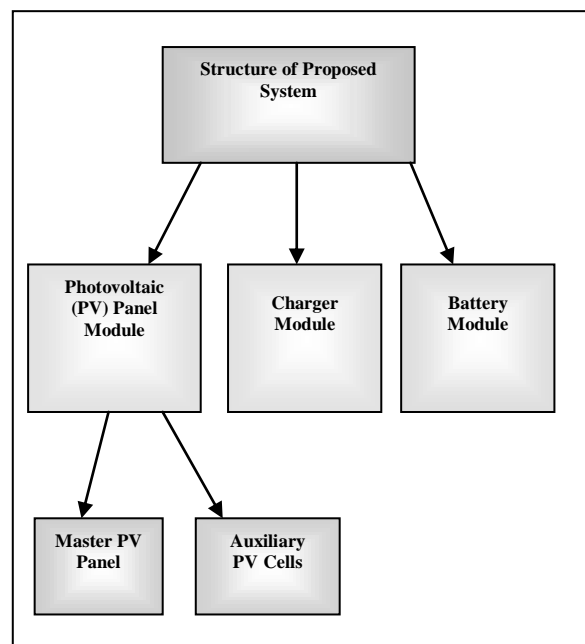 Structure of Proposed
System
Photovoltaic
(PV) Panel
Module
Charger
Module
Battery
Module
Master PV
Panel
Auxiliary
PV Cells